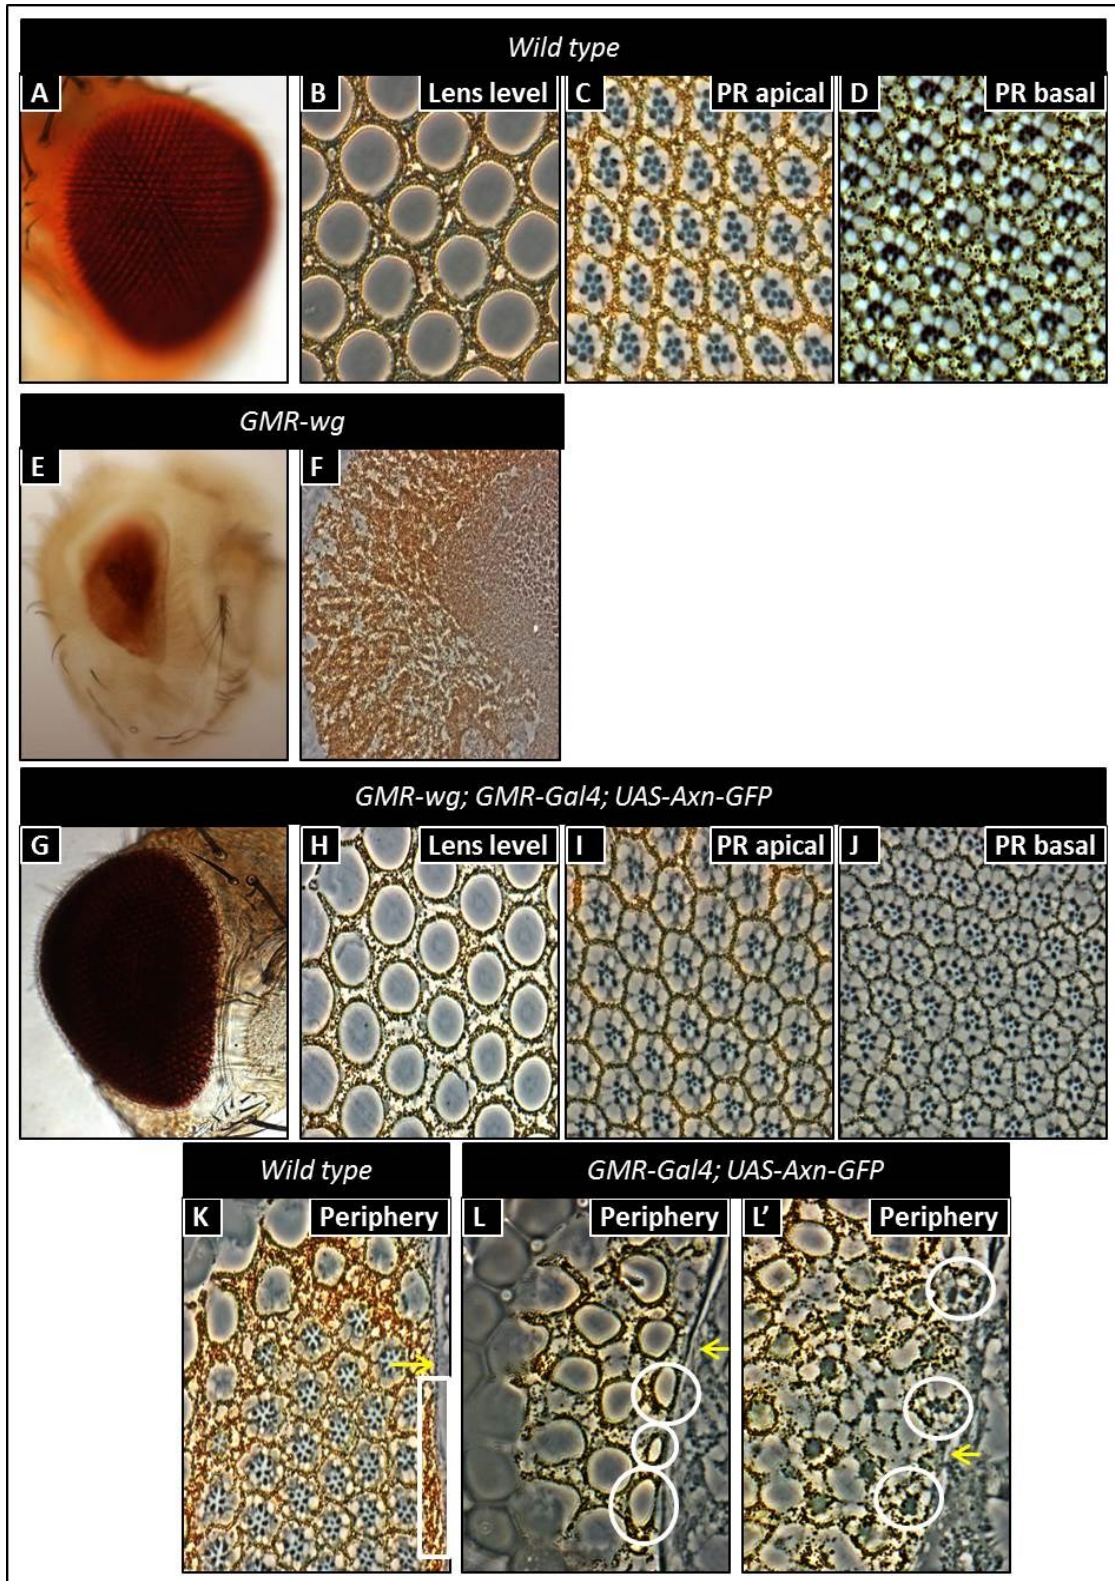 Wild type
A
B Lens level
C PR apical
D PR basal
GMR-wg
E
F
GMR-wg; GMR-Gal4; UAS-Axn-GFP
G
H Lens level
I PR apical
J PR basal
Wild type
GMR-Gal4; UAS-Axn-GFP
K Periphery
L Periphery
L’ Periphery